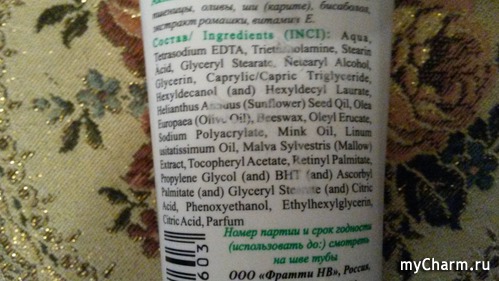 пшеницы, оливы, ши (карите), бисаболол,
экстракт ромашки, витамин Е.
Состав/ Ingredients (INCI): Aqua,
Tetrasodium EDTA, Triethanolamine, Stearin
Acid, Glyceryl Stearate, Cetearyl Alcohol,
Glycerin, Caprylic/Capric Triglyceride,
Hexyldecanol (and) Hexyldecyl Laurate,
Helianthus Annuus (Sunflower) Seed Oil, Olea
Europaea (Olive Oil), Beeswax, Oleyl Erucate,
Sodium Polyacrylate, Mink Oil, Linum
usitatissimum Oil, Malva Sylvestris (Mallow)
Extract, Tocopheryl Acetate, Retinyl Palmitate,
Propylene Glycol (and) BHT (and) Ascorbyl
Palmitate (and) Glyceryl Stearate (and) Citric
Acid, Phenoxyethanol, Ethylhexylglycerin,
Citric Acid, Parfum
Номер партии и срок годности
(использовать до:) смотреть
на шве тубы
ООО «Фратти НВ», Россия,
603
myCharm.ru